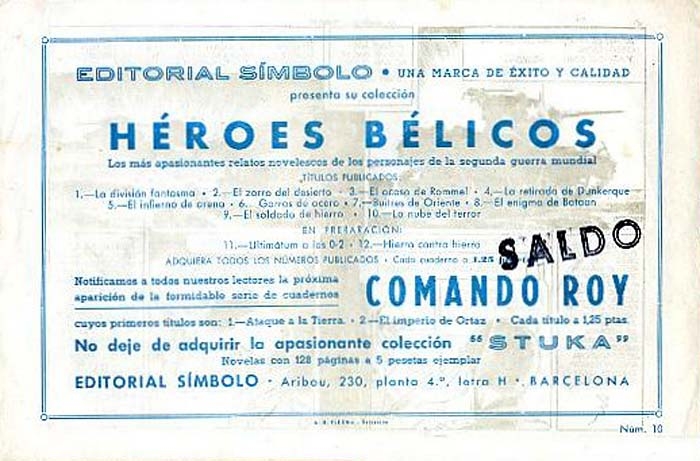 EDITORIAL SÍMBOLO • UNA MARCA DE ÉXITO Y CALIDAD
presenta su colección
HÉROES BÉLICOS
Los más apasionantes relatos novelescos de los personajes de la segunda guerra mundial
TÍTULOS PUBLICADOS:
1.—La división fantasma • 2.—El zorro del desierto • 3.—El ocaso de Rommel • 4.—La retirada de Dunkerque
5.—El infierno de arena • 6.— Garras de acero • 7.—Buitres de Oriente • 8.—El enigma de Bataan
9.—El soldado de hierro • 10.—La nube del terror
EN PREPARACIÓN:
11.—Ultimátum a los 0-2 • 12.—Hierro contra hierro
SALDO
ADQUIERA TODOS LOS NÚMEROS PUBLICADOS • Cada cuaderno a 1.25
Notificamos a todos nuestros lectores la próxima
aparición de la formidable serie de cuadernos
COMANDO ROY
cuyos primeros títulos son: 1.—Ataque a la Tierra. • 2.—El imperio de Ortaz • Cada título a 1,25 ptas.
No deje de adquirir la apasionante colección "STUKA"
Novelas con 128 páginas a 5 pesetas ejemplar
EDITORIAL SÍMBOLO • Aribau, 230, planta 4.ª, letra H • BARCELONA
Núm. 10